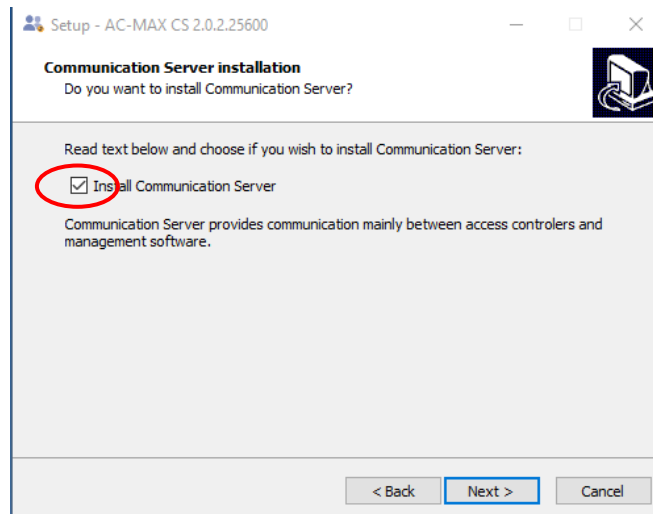 Setup - AC-MAX CS 2.0.2.25600
Communication Server installation
Do you want to install Communication Server?
Read text below and choose if you wish to install Communication Server:
Install Communication Server
Communication Server provides communication mainly between access controlers and
management software.
< Back
Next >
Cancel